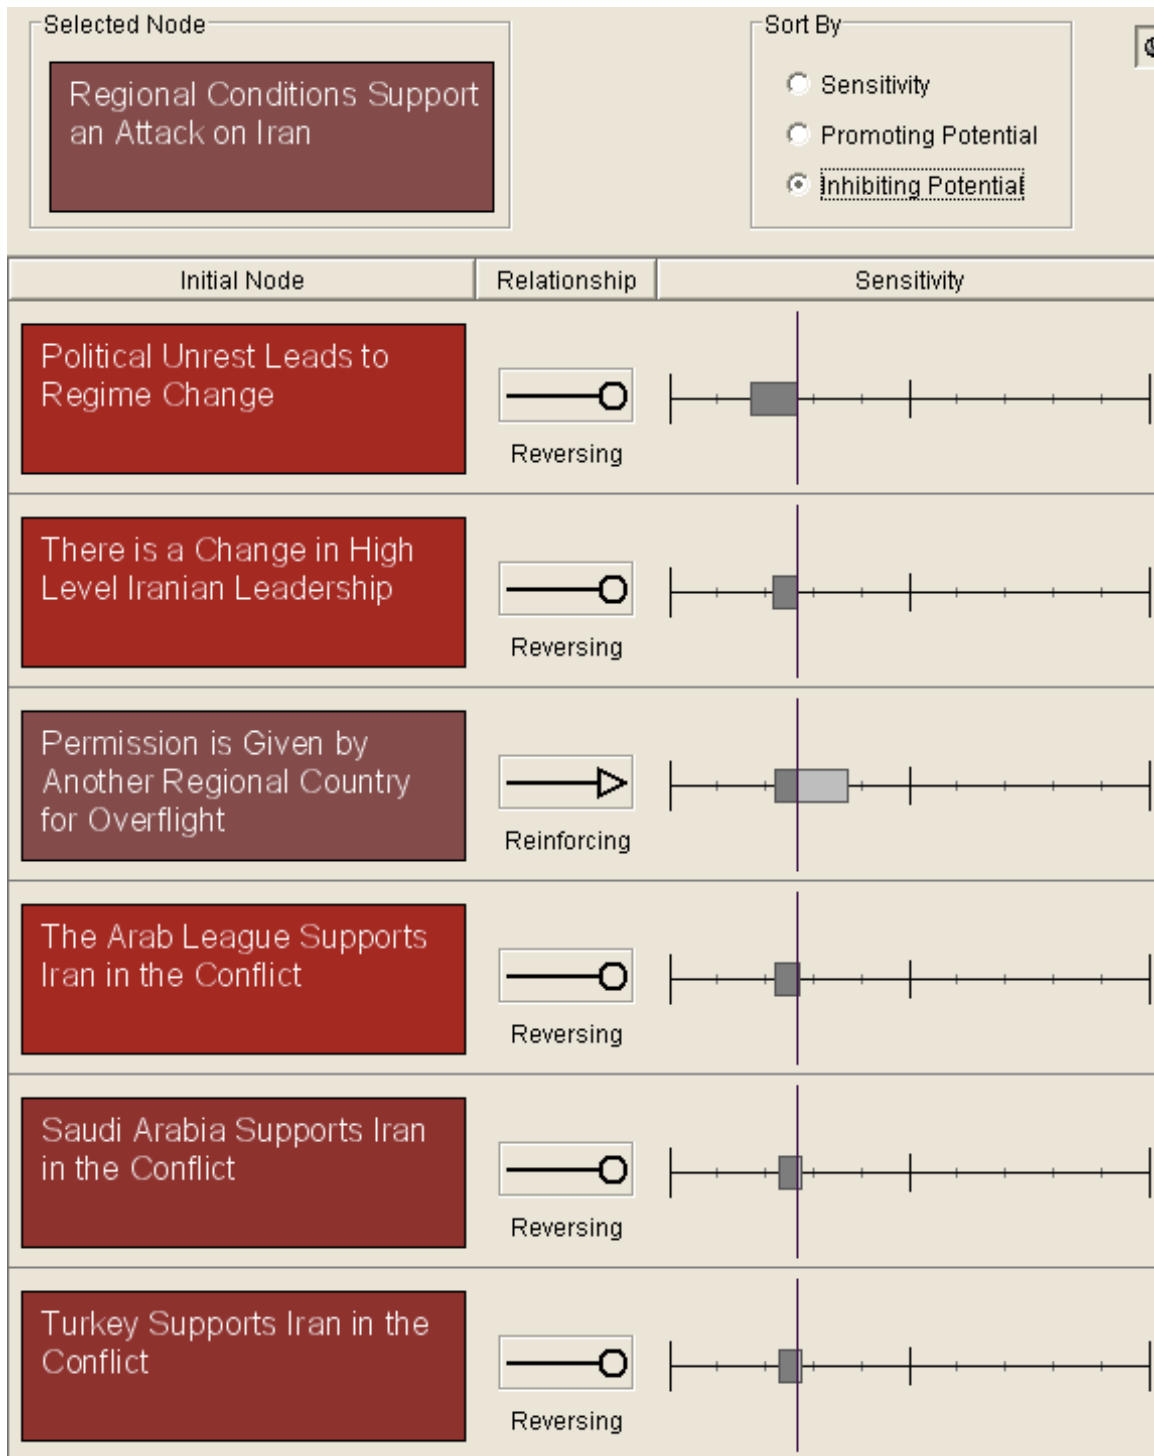 Selected Node
Sort By
Regional Conditions Support
an Attack on Iran
Sensitivity
Promoting Potential
Inhibiting Potential
Initial Node
Relationship
Sensitivity
Political Unrest Leads to
Regime Change
Reversing
There is a Change in High
Level Iranian Leadership
Reversing
Permission is Given by
Another Regional Country
for Overflight
Reinforcing
The Arab League Supports
Iran in the Conflict
Reversing
Saudi Arabia Supports Iran
in the Conflict
Reversing
Turkey Supports Iran in the
Conflict
Reversing